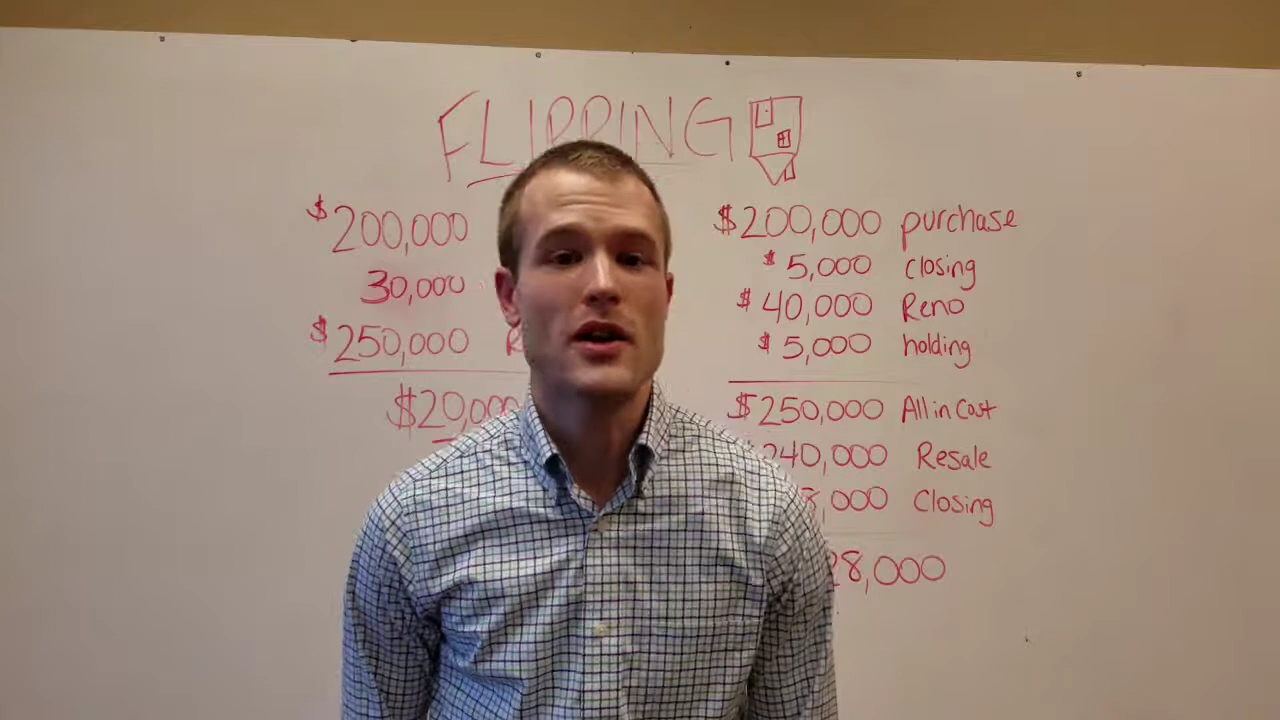 FLIPPING
$200,000
30,000
$250,000
$20,000
$200,000 purchase
$5,000 closing
$40,000 Reno
$5,000 holding
$250,000 All in Cost
240,000 Resale
8,000 Closing
28,000